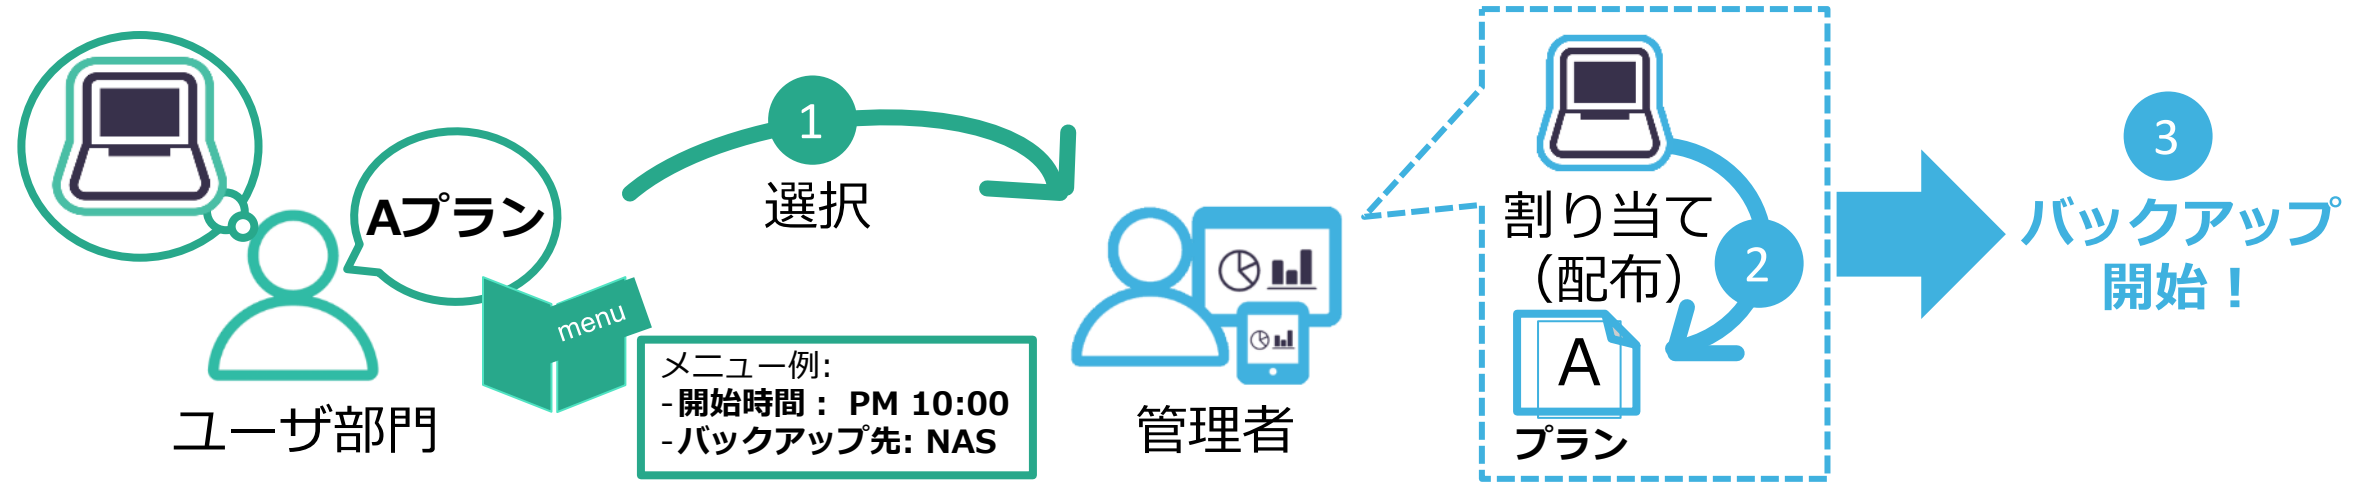 Aプラン
menu
ユーザ部門
メニュー例:
-開始時間： PM 10:00
-バックアップ先: NAS
1
選択
管理者
割り当て
（配布）
2
A
プラン
3
バックアップ
開始！